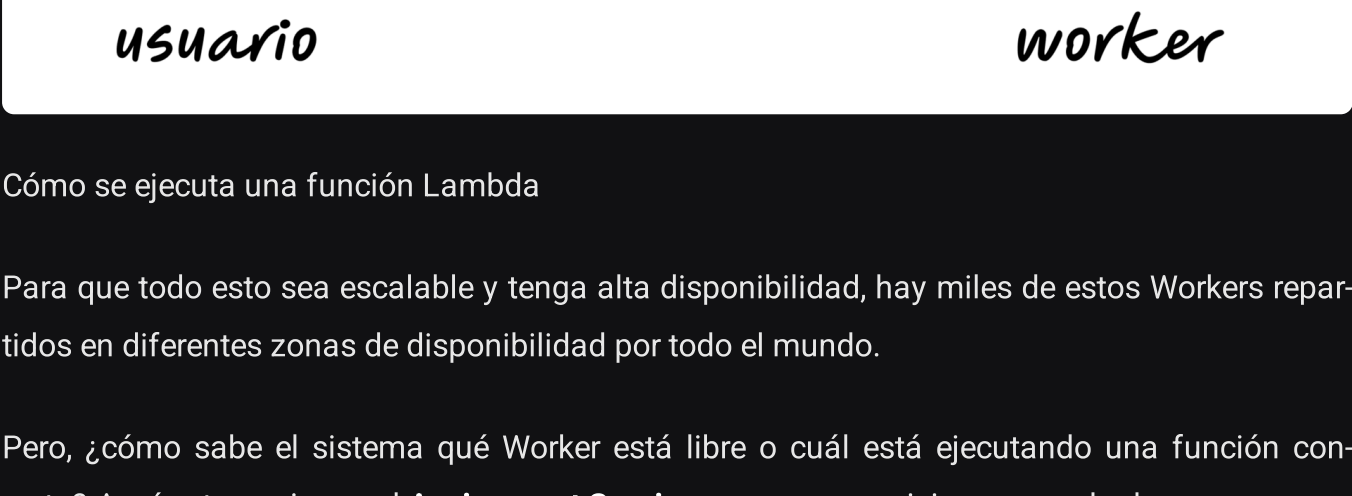 usuario worker
Cómo se ejecuta una función Lambda
Para que todo esto sea escalable y tenga alta disponibilidad, hay miles de estos Workers repar-
tidos en diferentes zonas de disponibilidad por todo el mundo.
Pero, ¿cómo sabe el sistema qué Worker está libre o cuál está ejecutando una función con-